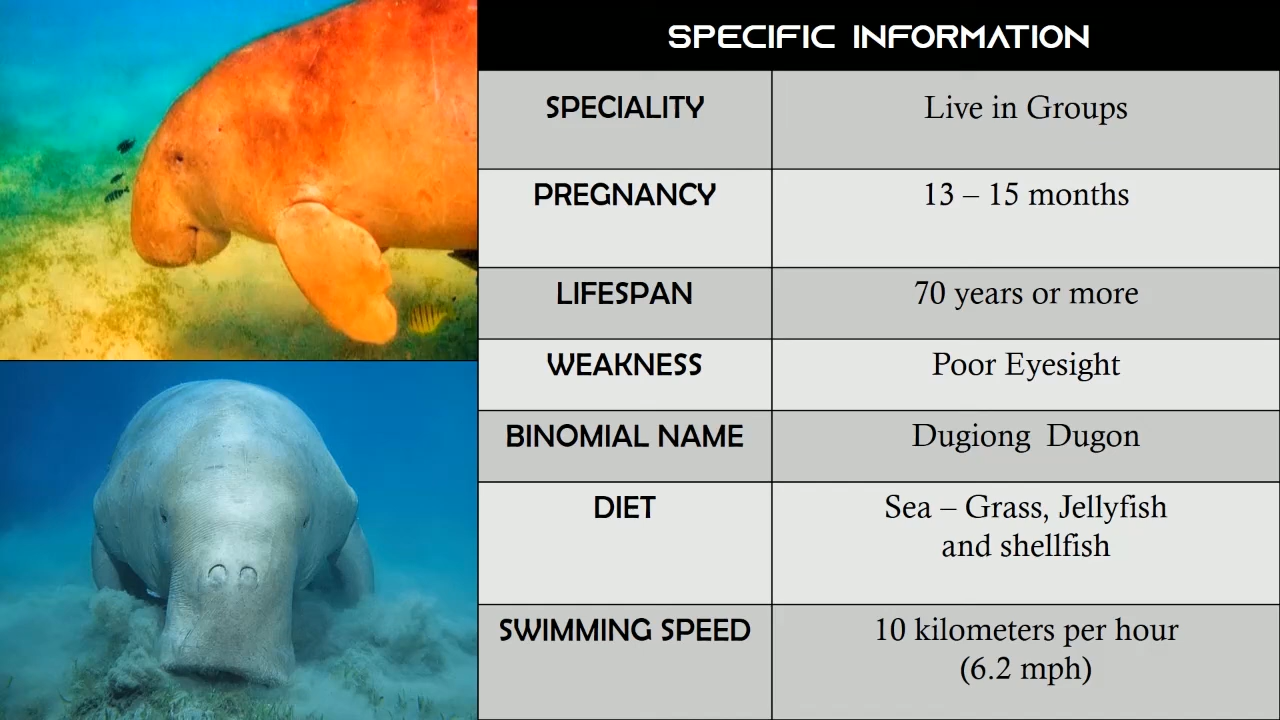 SPECIFIC INFORMATION
SPECIALITY
Live in Groups
PREGNANCY
13 – 15 months
LIFESPAN
70 years or more
WEAKNESS
Poor Eyesight
BINOMIAL NAME
Dugiong Dugon
DIET
Sea – Grass, Jellyfish
and shellfish
SWIMMING SPEED
10 kilometers per hour
(6.2 mph)